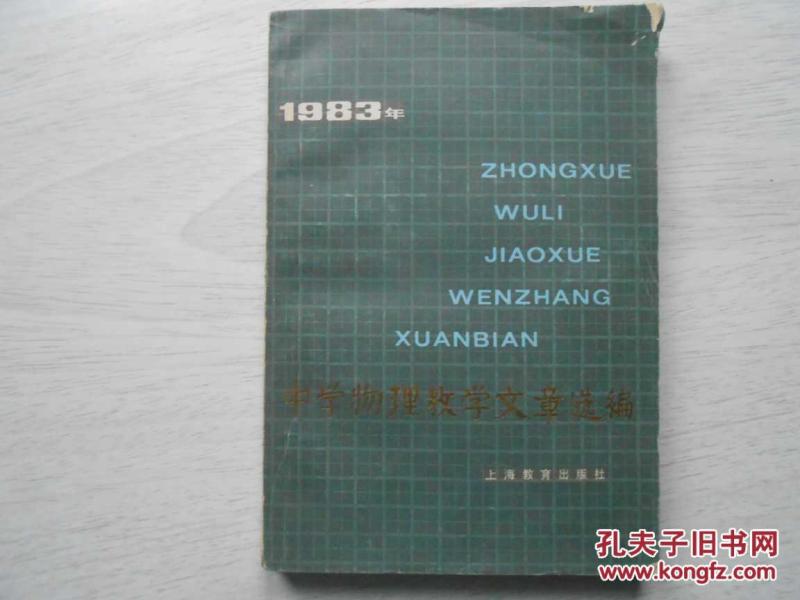 1983年
ZHONGXUE
WULI
JIAOXUE
WENZHANG
XUANBIAN
中学物理教学文章选编
上海教育出版社
孔夫子旧书网
www.kongfz.com